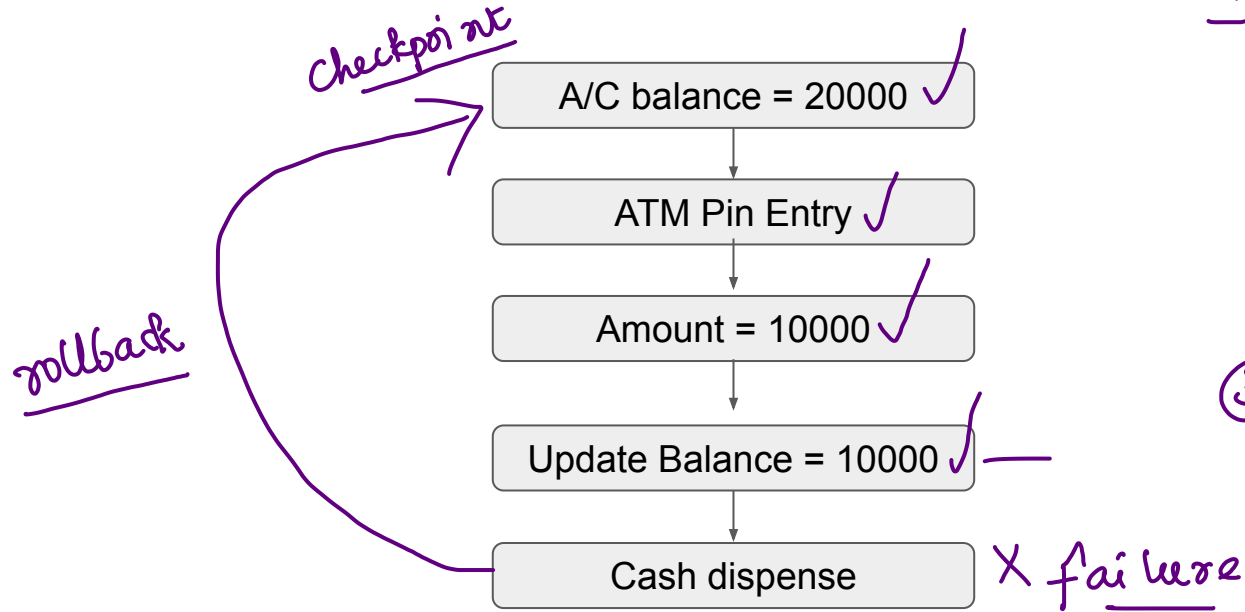 Checkpoint
A/C balance = 20000
ATM Pin Entry
Amount = 10000
rollback
Update Balance = 10000
Cash dispense
X failure